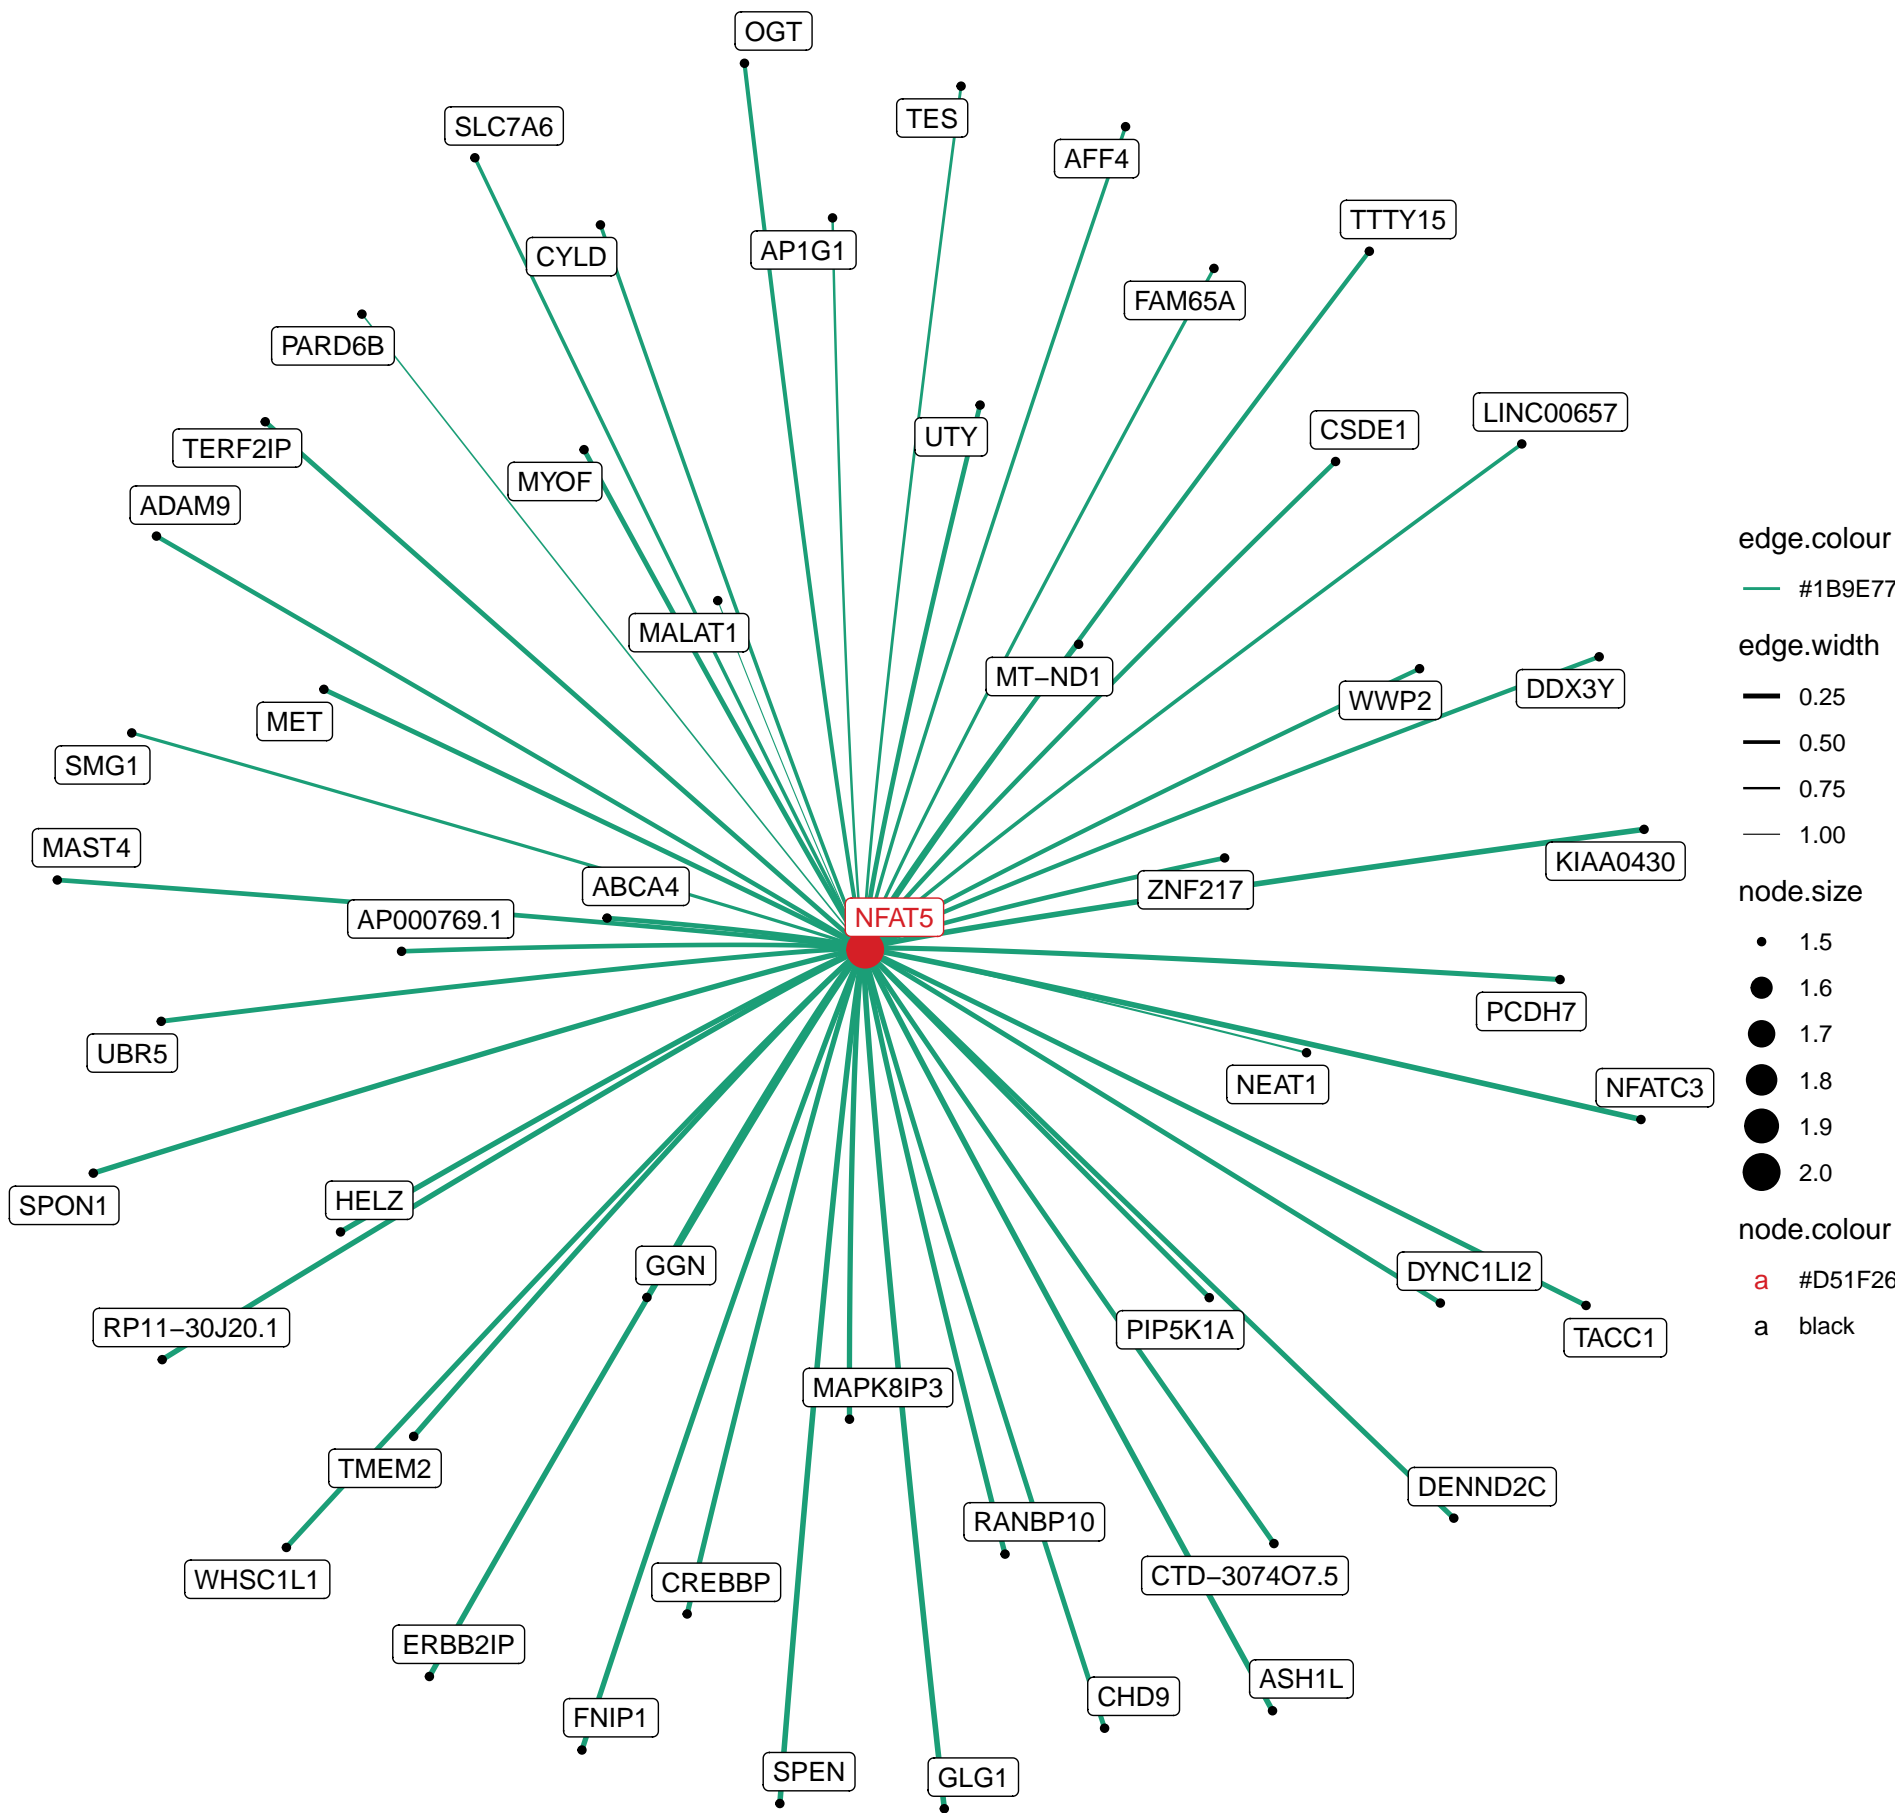 OGT
TES
SLC7A6
AFF4
TTTY15
CYLD
AP1G1
FAM65A
PARD6B
LINC00657
CSDE1
UTY
TERF2IP
MYOF
ADAM9
edge.colour
#1B9E77
MALAT1
edge.width
MT−ND1
DDX3Y
0.25
WWP2
MET
0.50
SMG1
0.75
1.00
MAST4
KIAA0430
ABCA4
ZNF217
node.size
AP000769.1
NFAT5
1.5
1.6
PCDH7
1.7
UBR5
NEAT1
1.8
NFATC3
1.9
2.0
HELZ
SPON1
node.colour
GGN
DYNC1LI2
a #D51F26
a black
RP11−30J20.1
PIP5K1A
TACC1
MAPK8IP3
TMEM2
DENND2C
RANBP10
WHSC1L1
CREBBP
CTD−3074O7.5
ERBB2IP
ASH1L
CHD9
FNIP1
SPEN
GLG1